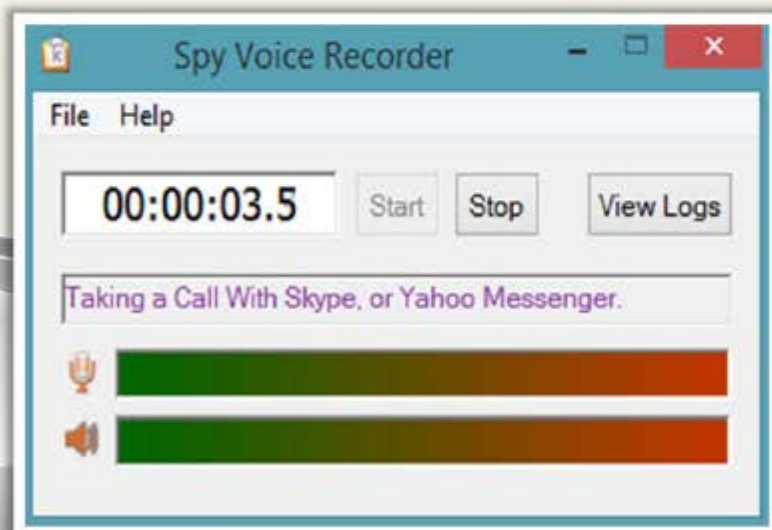 Spy Voice Recorder
File Help
00:00:03.5 Start Stop View Logs
Taking a Call With Skype, or Yahoo Messenger.